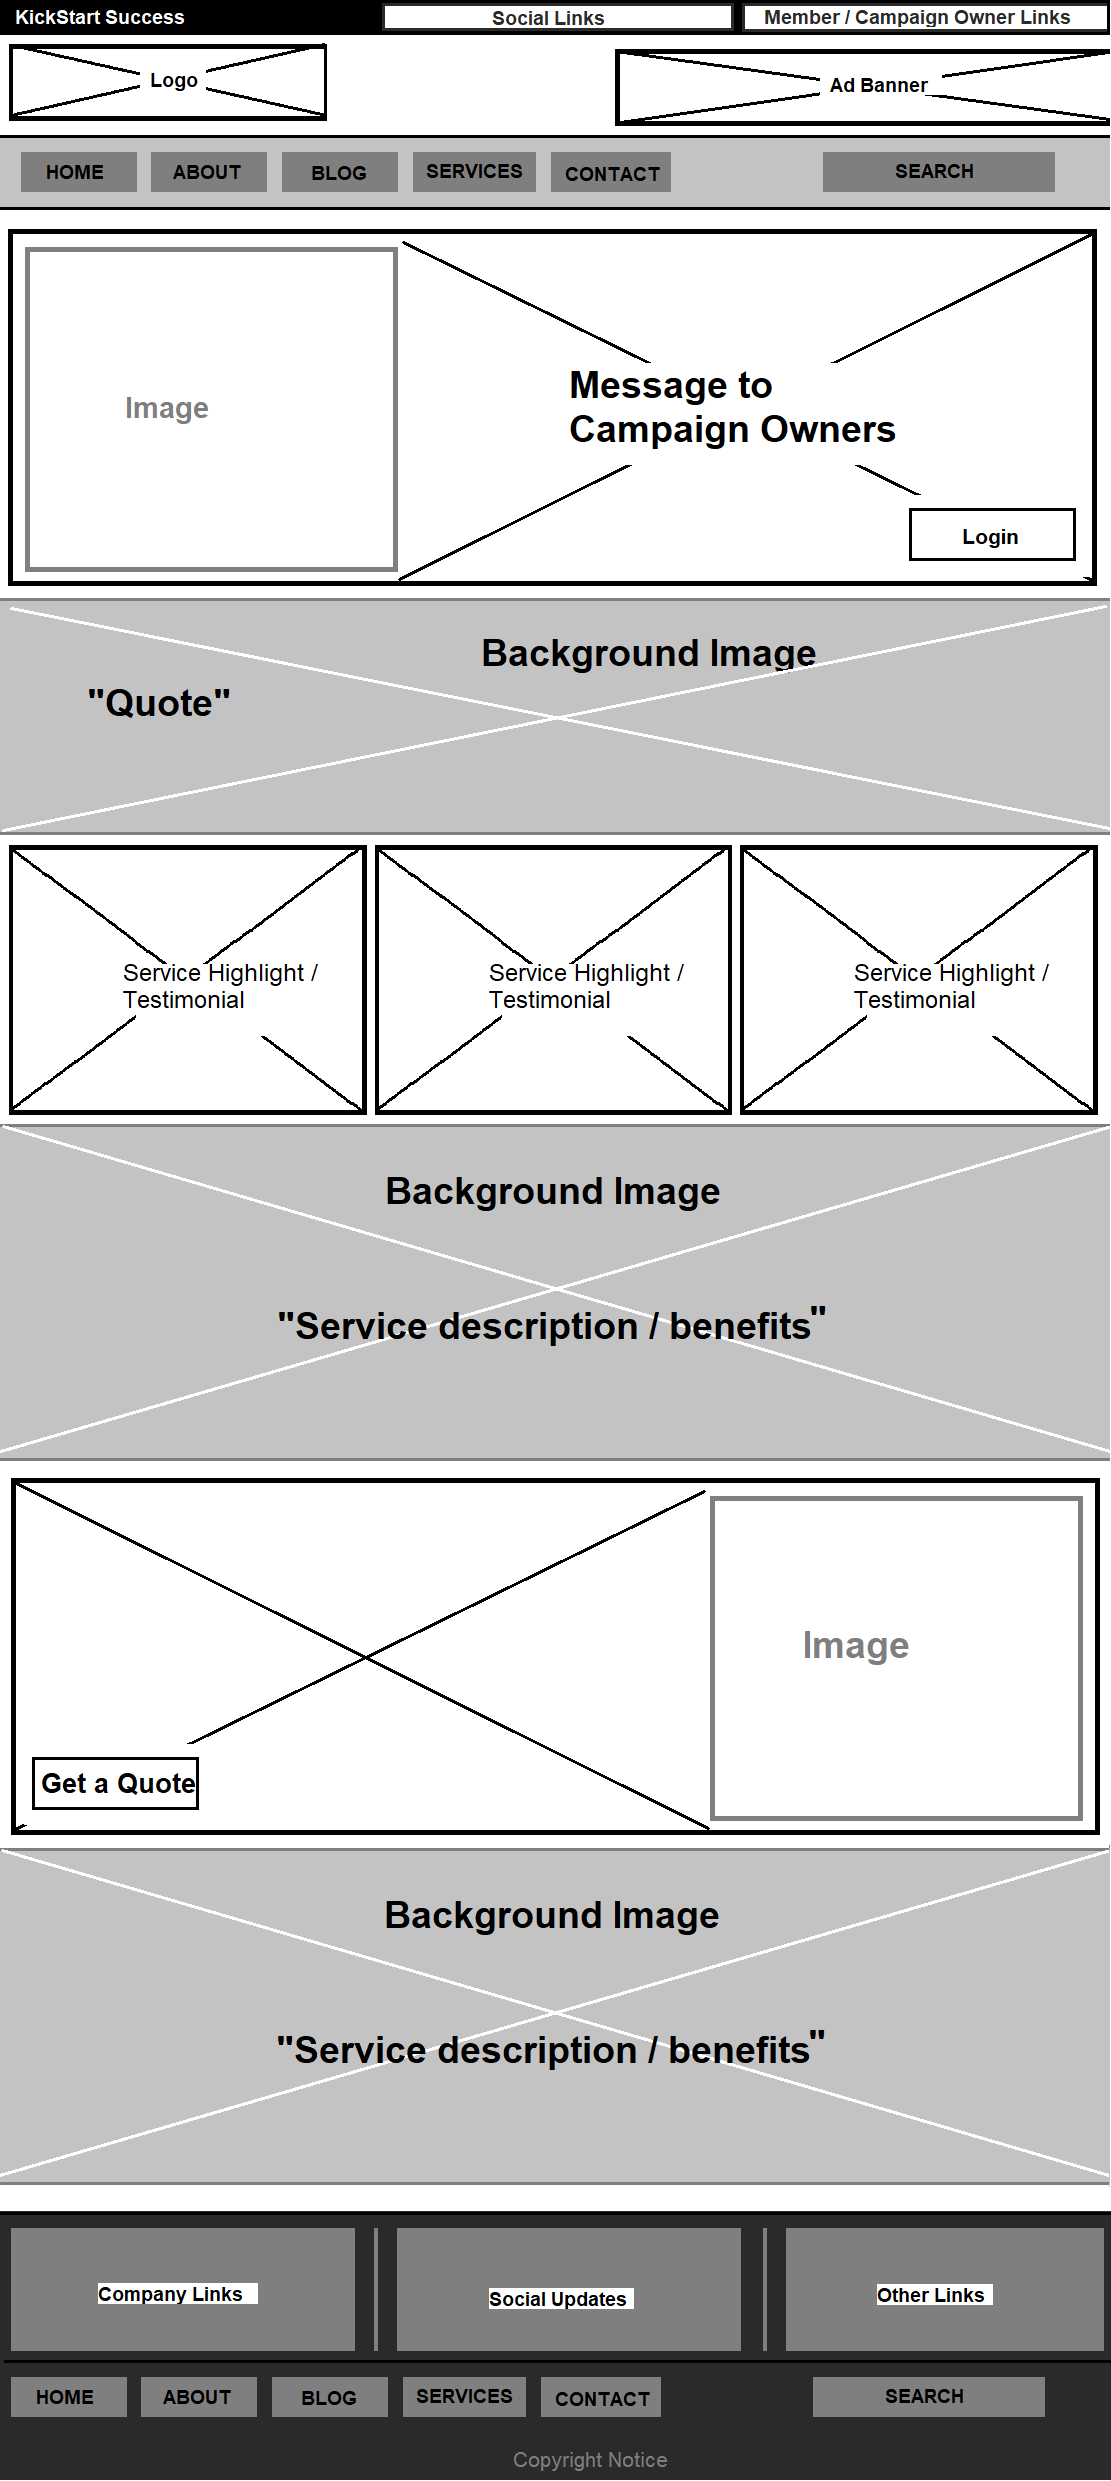 KickStart Success
Social Links
Member / Campaign Owner Links
Logo
Ad Banner
HOME
ABOUT
BLOG
SERVICES
CONTACT
SEARCH
Image
Message to
Campaign Owners
Login
Background Image
"Quote"
Service Highlight /
Testimonial
Service Highlight /
Testimonial
Service Highlight /
Testimonial
Background Image
"Service description / benefits"
Image
Get a Quote
Background Image
"Service description / benefits"
Company Links
Social Updates
Other Links
HOME
ABOUT
BLOG
SERVICES
CONTACT
SEARCH
Copyright Notice